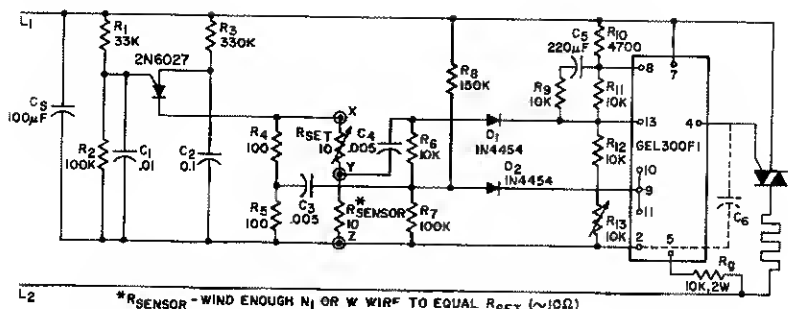 L1
R1
33K
R3
330K
2N6027
CS
100µF
R2
100K
C1
.01
C2
0.1
R4
100
R5
100
C3
.005
X
RSET
10
C4
.005
Y
R*SENSOR
10
Z
R6
10K
R7
100K
R8
150K
D1
1N4454
D2
1N4454
C5
220µF
R10
4700
R9
10K
R11
10K
R12
10K
R13
10K
8
7
13
4
GEL300F1
10
9
11
2
5
C6
Rg
10K,2W
L2
*RSENSOR - WIND ENOUGH NI OR W WIRE TO EQUAL RSET (~10Ω)